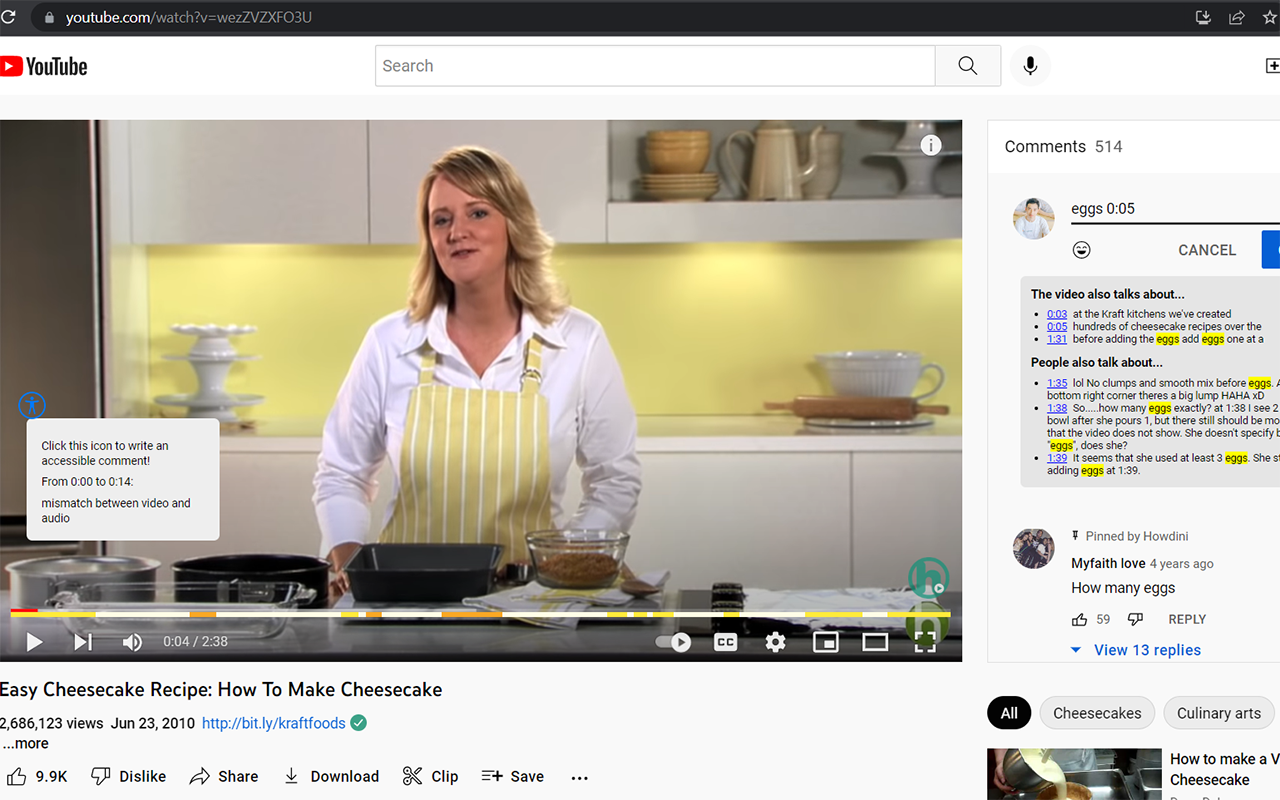 youtube.com/watch?v=wezZVZXFO3U
YouTube
Search
Comments 514
eggs 0:05
CANCEL
The video also talks about...
0:03 at the Kraft kitchens we've created
0:05 hundreds of cheesecake recipes over the
1:31 before adding the eggs add eggs one at a
People also talk about...
1:35 lol No clumps and smooth mix before eggs. A
bottom right corner theres a big lump HAHA xD
1:38 So.....how many eggs exactly? at 1:38 I see 2
bowl after she pours 1, but there still should be mo
that the video does not show. She doesn't specify
"eggs", does she?
1:39 It seems that she used at least 3 eggs. She st
adding eggs at 1:39.
Click this icon to write an
accessible comment!
From 0:00 to 0:14:
mismatch between video and
audio
h
0:04 / 2:38
CC
Pinned by Howdini
Myfaith love 4 years ago
How many eggs
59 REPLY
View 13 replies
Easy Cheesecake Recipe: How To Make Cheesecake
2,686,123 views Jun 23, 2010 http://bit.ly/kraftfoods
...more
9.9K Dislike Share Download Clip Save ...
All Cheesecakes Culinary arts
How to make a V
Cheesecake